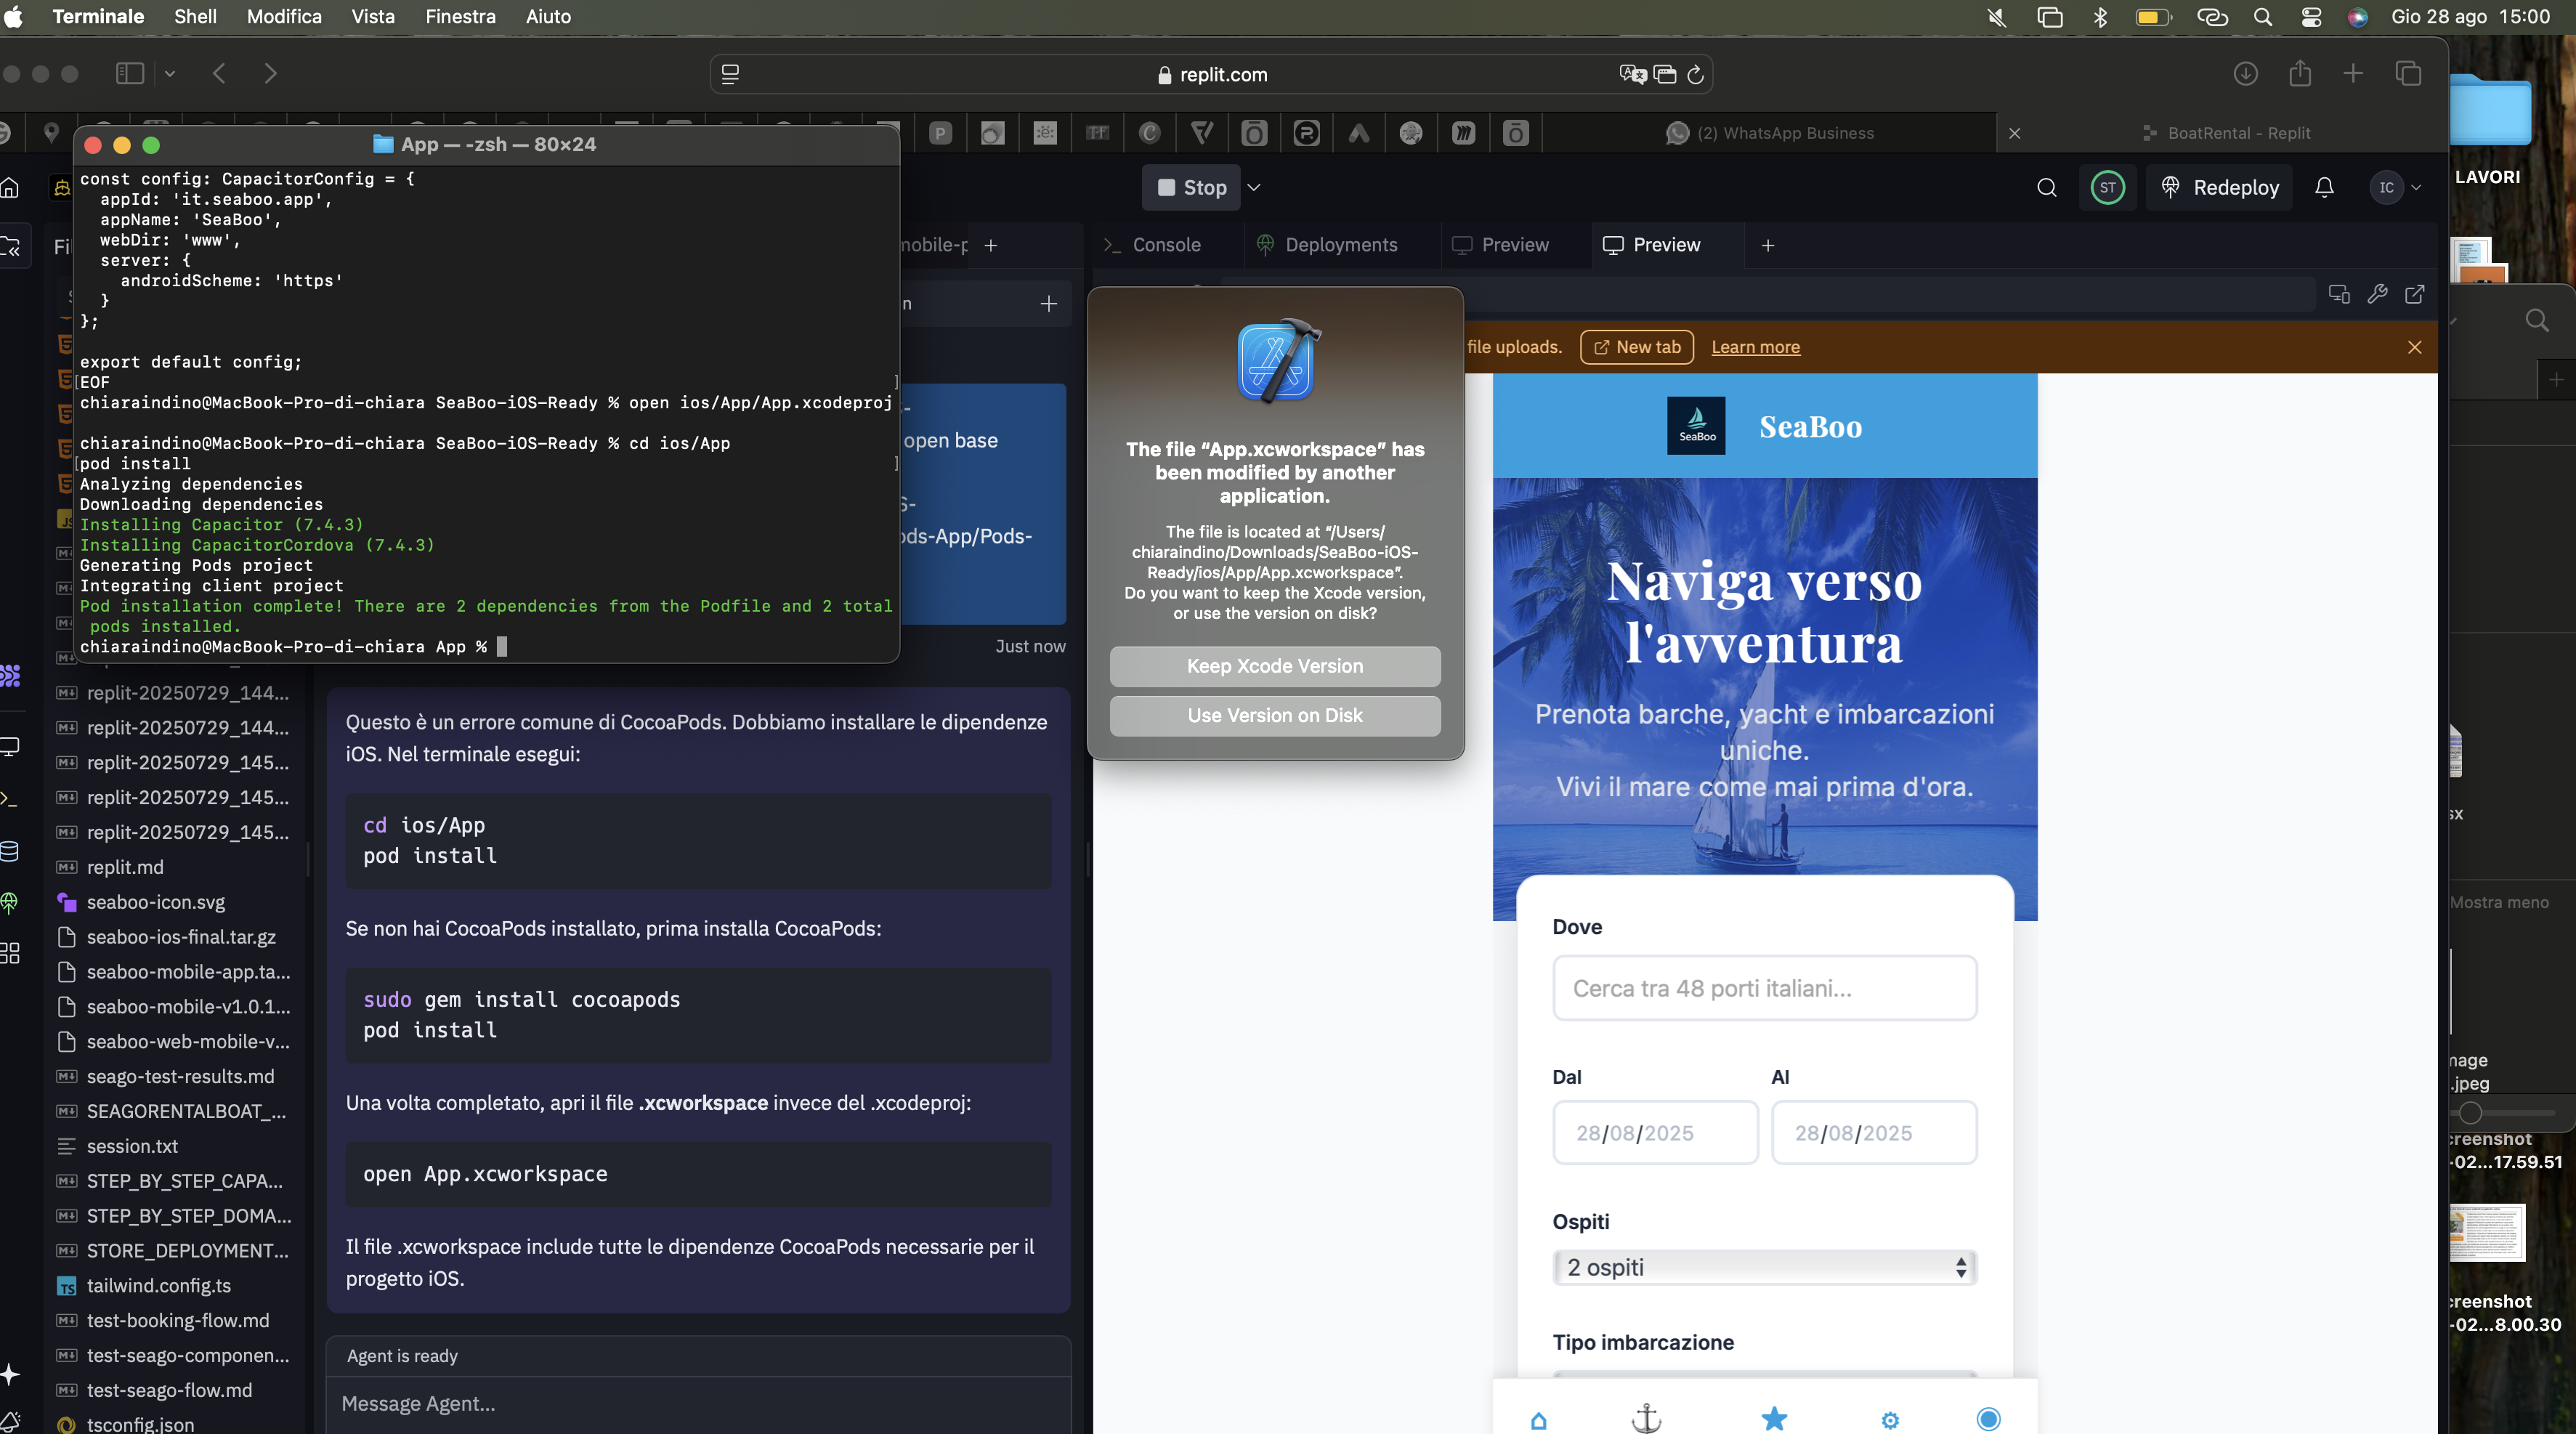 Terminale Shell Modifica Vista Finestra Aiuto
Gio 28 ago 15:00
replit.com
(2) WhatsApp Business
BoatRental - Replit
Stop
ST
Redeploy
IC
LAVORI
Console
Deployments
Preview
Preview
App — -zsh — 80×24
const config: CapacitorConfig = {
appId: 'it.seaboo.app',
appName: 'SeaBoo',
webDir: 'www',
server: {
androidScheme: 'https'
}
};
export default config;
[EOF ]
chiaraindino@MacBook-Pro-di-chiara SeaBoo-iOS-Ready % open ios/App/App.xcodeproj
chiaraindino@MacBook-Pro-di-chiara SeaBoo-iOS-Ready % cd ios/App
[pod install ]
Analyzing dependencies
Downloading dependencies
Installing Capacitor (7.4.3)
Installing CapacitorCordova (7.4.3)
Generating Pods project
Integrating client project
Pod installation complete! There are 2 dependencies from the Podfile and 2 total
pods installed.
chiaraindino@MacBook-Pro-di-chiara App %
open base
Just now
replit-20250729_144...
replit-20250729_144...
replit-20250729_145...
replit-20250729_145...
replit-20250729_145...
replit.md
seaboo-icon.svg
seaboo-ios-final.tar.gz
seaboo-mobile-app.ta...
seaboo-mobile-v1.0.1...
seaboo-web-mobile-v...
seago-test-results.md
SEAGORENTALBOAT_...
session.txt
STEP_BY_STEP_CAPA...
STEP_BY_STEP_DOMA...
STORE_DEPLOYMENT...
tailwind.config.ts
test-booking-flow.md
test-seago-componen...
test-seago-flow.md
tsconfig.json
Questo è un errore comune di CocoaPods. Dobbiamo installare le dipendenze
iOS. Nel terminale esegui:
cd ios/App
pod install
Se non hai CocoaPods installato, prima installa CocoaPods:
sudo gem install cocoapods
pod install
Una volta completato, apri il file .xcworkspace invece del .xcodeproj:
open App.xcworkspace
Il file .xcworkspace include tutte le dipendenze CocoaPods necessarie per il
progetto iOS.
Agent is ready
Message Agent...
The file “App.xcworkspace” has
been modified by another
application.
The file is located at “/Users/
chiaraindino/Downloads/SeaBoo-iOS-
Ready/ios/App/App.xcworkspace”.
Do you want to keep the Xcode version,
or use the version on disk?
Keep Xcode Version
Use Version on Disk
file uploads.
New tab
Learn more
SeaBoo
SeaBoo
Naviga verso
l'avventura
Prenota barche, yacht e imbarcazioni
uniche.
Vivi il mare come mai prima d'ora.
Dove
Cerca tra 48 porti italiani...
Dal
Al
28/08/2025
28/08/2025
Ospiti
2 ospiti
Tipo imbarcazione
Mostra meno
.jpeg
-02...17.59.51
-02...8.00.30